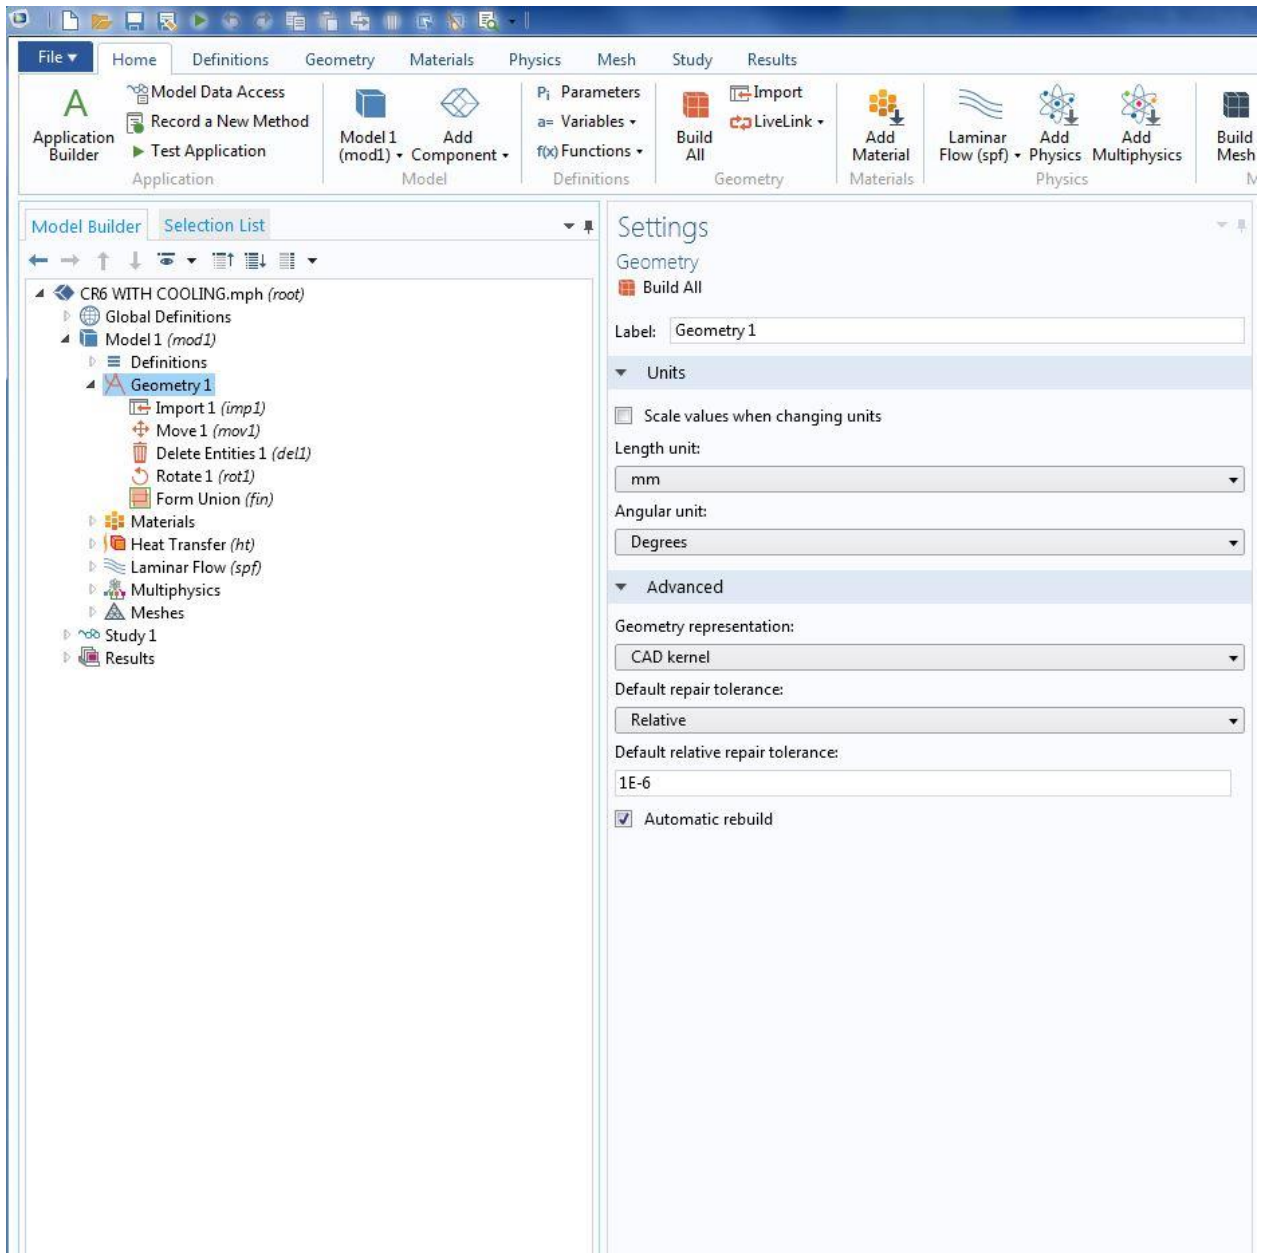 File
Home Definitions Geometry Materials Physics Mesh Study Results
A
Application Builder
Model Data Access
Record a New Method
Test Application
Application
Model 1 (mod1)
Add Component
Model
Pi Parameters
a= Variables
f(x) Functions
Definitions
Build All
Import
LiveLink
Geometry
Add Material
Materials
Laminar Flow (spf)
Add Physics
Add Multiphysics
Physics
Build Mesh
M
Model Builder Selection List
CR6 WITH COOLING.mph (root)
Global Definitions
Model 1 (mod1)
Definitions
Geometry 1
Import 1 (imp1)
Move 1 (mov1)
Delete Entities 1 (del1)
Rotate 1 (rot1)
Form Union (fin)
Materials
Heat Transfer (ht)
Laminar Flow (spf)
Multiphysics
Meshes
Study 1
Results
Settings
Geometry
Build All
Label: Geometry 1
Units
Scale values when changing units
Length unit:
mm
Angular unit:
Degrees
Advanced
Geometry representation:
CAD kernel
Default repair tolerance:
Relative
Default relative repair tolerance:
1E-6
Automatic rebuild